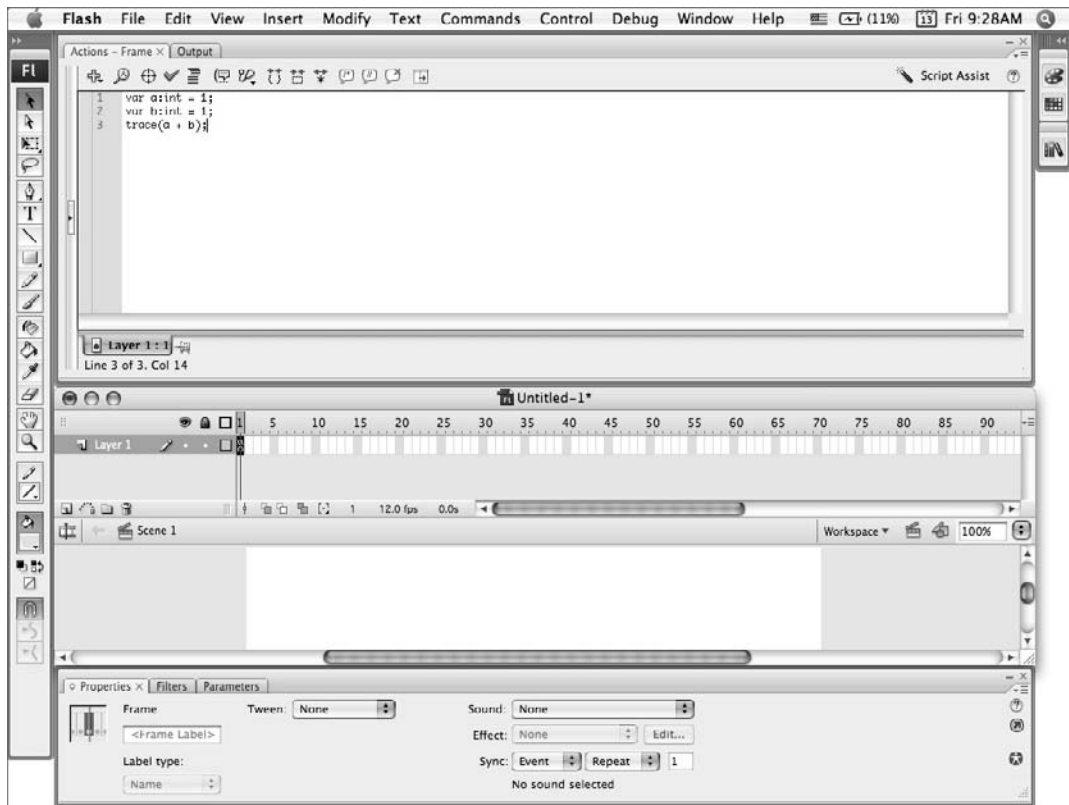 Flash File Edit View Insert Modify Text Commands Control Debug Window Help (11%) 13 Fri 9:28AM
Actions – Frame × Output
Fl
Script Assist
1 var a:int = 1;
2 var b:int = 1;
3 trace(a + b);
Layer 1 : 1
Line 3 of 3, Col 14
Untitled-1*
1 5 10 15 20 25 30 35 40 45 50 55 60 65 70 75 80 85 90
Layer 1
1 12.0 fps 0.0s
Scene 1 Workspace 100%
Properties × Filters Parameters
Frame Tween: None Sound: None
<Frame Label> Effect: None Edit...
Label type: Sync: Event Repeat 1
Name No sound selected